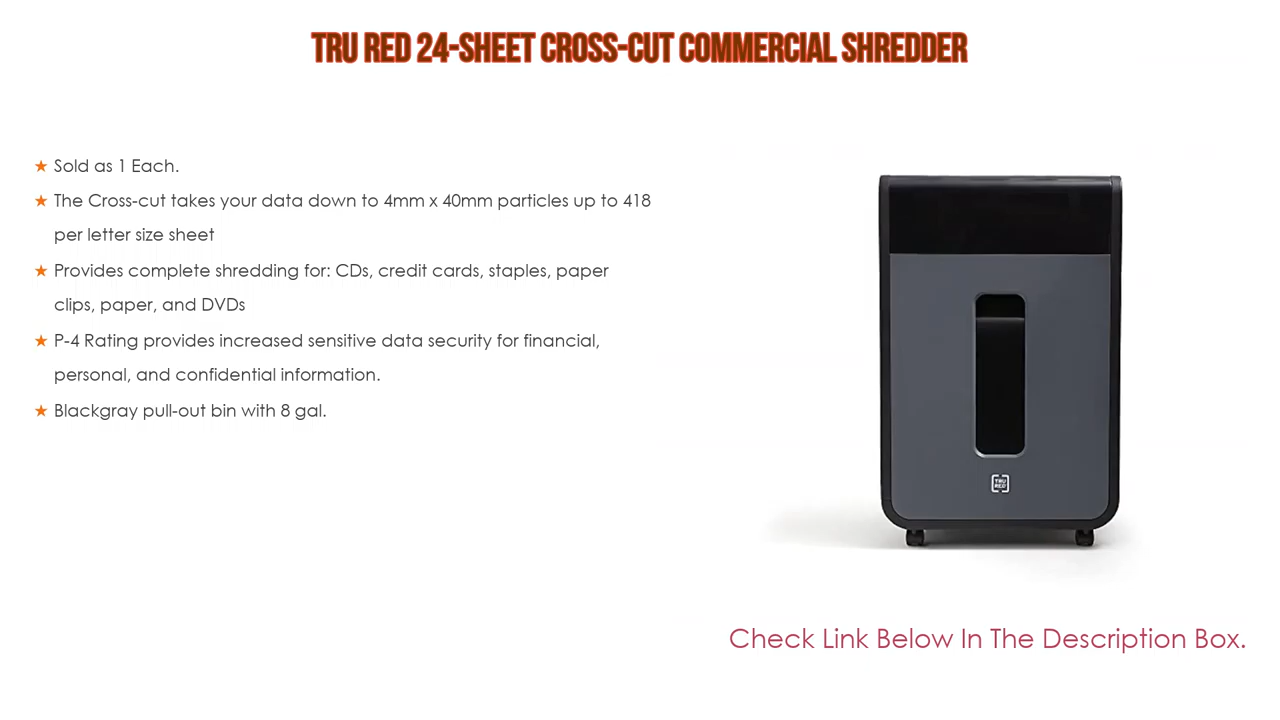 TRU RED 24-SHEET CROSS-CUT COMMERCIAL SHREDDER
★ Sold as 1 Each.
★ The Cross-cut takes your data down to 4mm x 40mm particles up to 418
per letter size sheet
★ Provides complete shredding for: CDs, credit cards, staples, paper
clips, paper, and DVDs
★ P-4 Rating provides increased sensitive data security for financial,
personal, and confidential information.
★ Blackgray pull-out bin with 8 gal.
TRU
RED
Check Link Below In The Description Box.